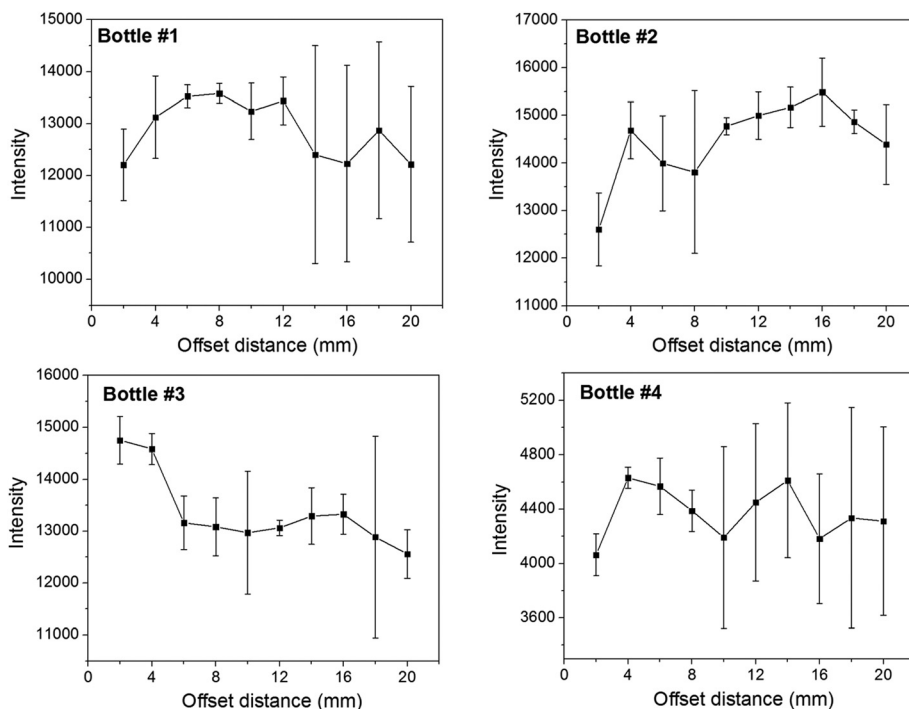 Bottle #1
15000
14000
13000
12000
11000
10000
Intensity
0 4 8 12 16 20
Offset distance (mm)
Bottle #2
17000
16000
15000
14000
13000
12000
11000
Intensity
0 4 8 12 16 20
Offset distance (mm)
Bottle #3
16000
15000
14000
13000
12000
11000
Intensity
0 4 8 12 16 20
Offset distance (mm)
Bottle #4
5200
4800
4400
4000
3600
Intensity
0 4 8 12 16 20
Offset distance (mm)